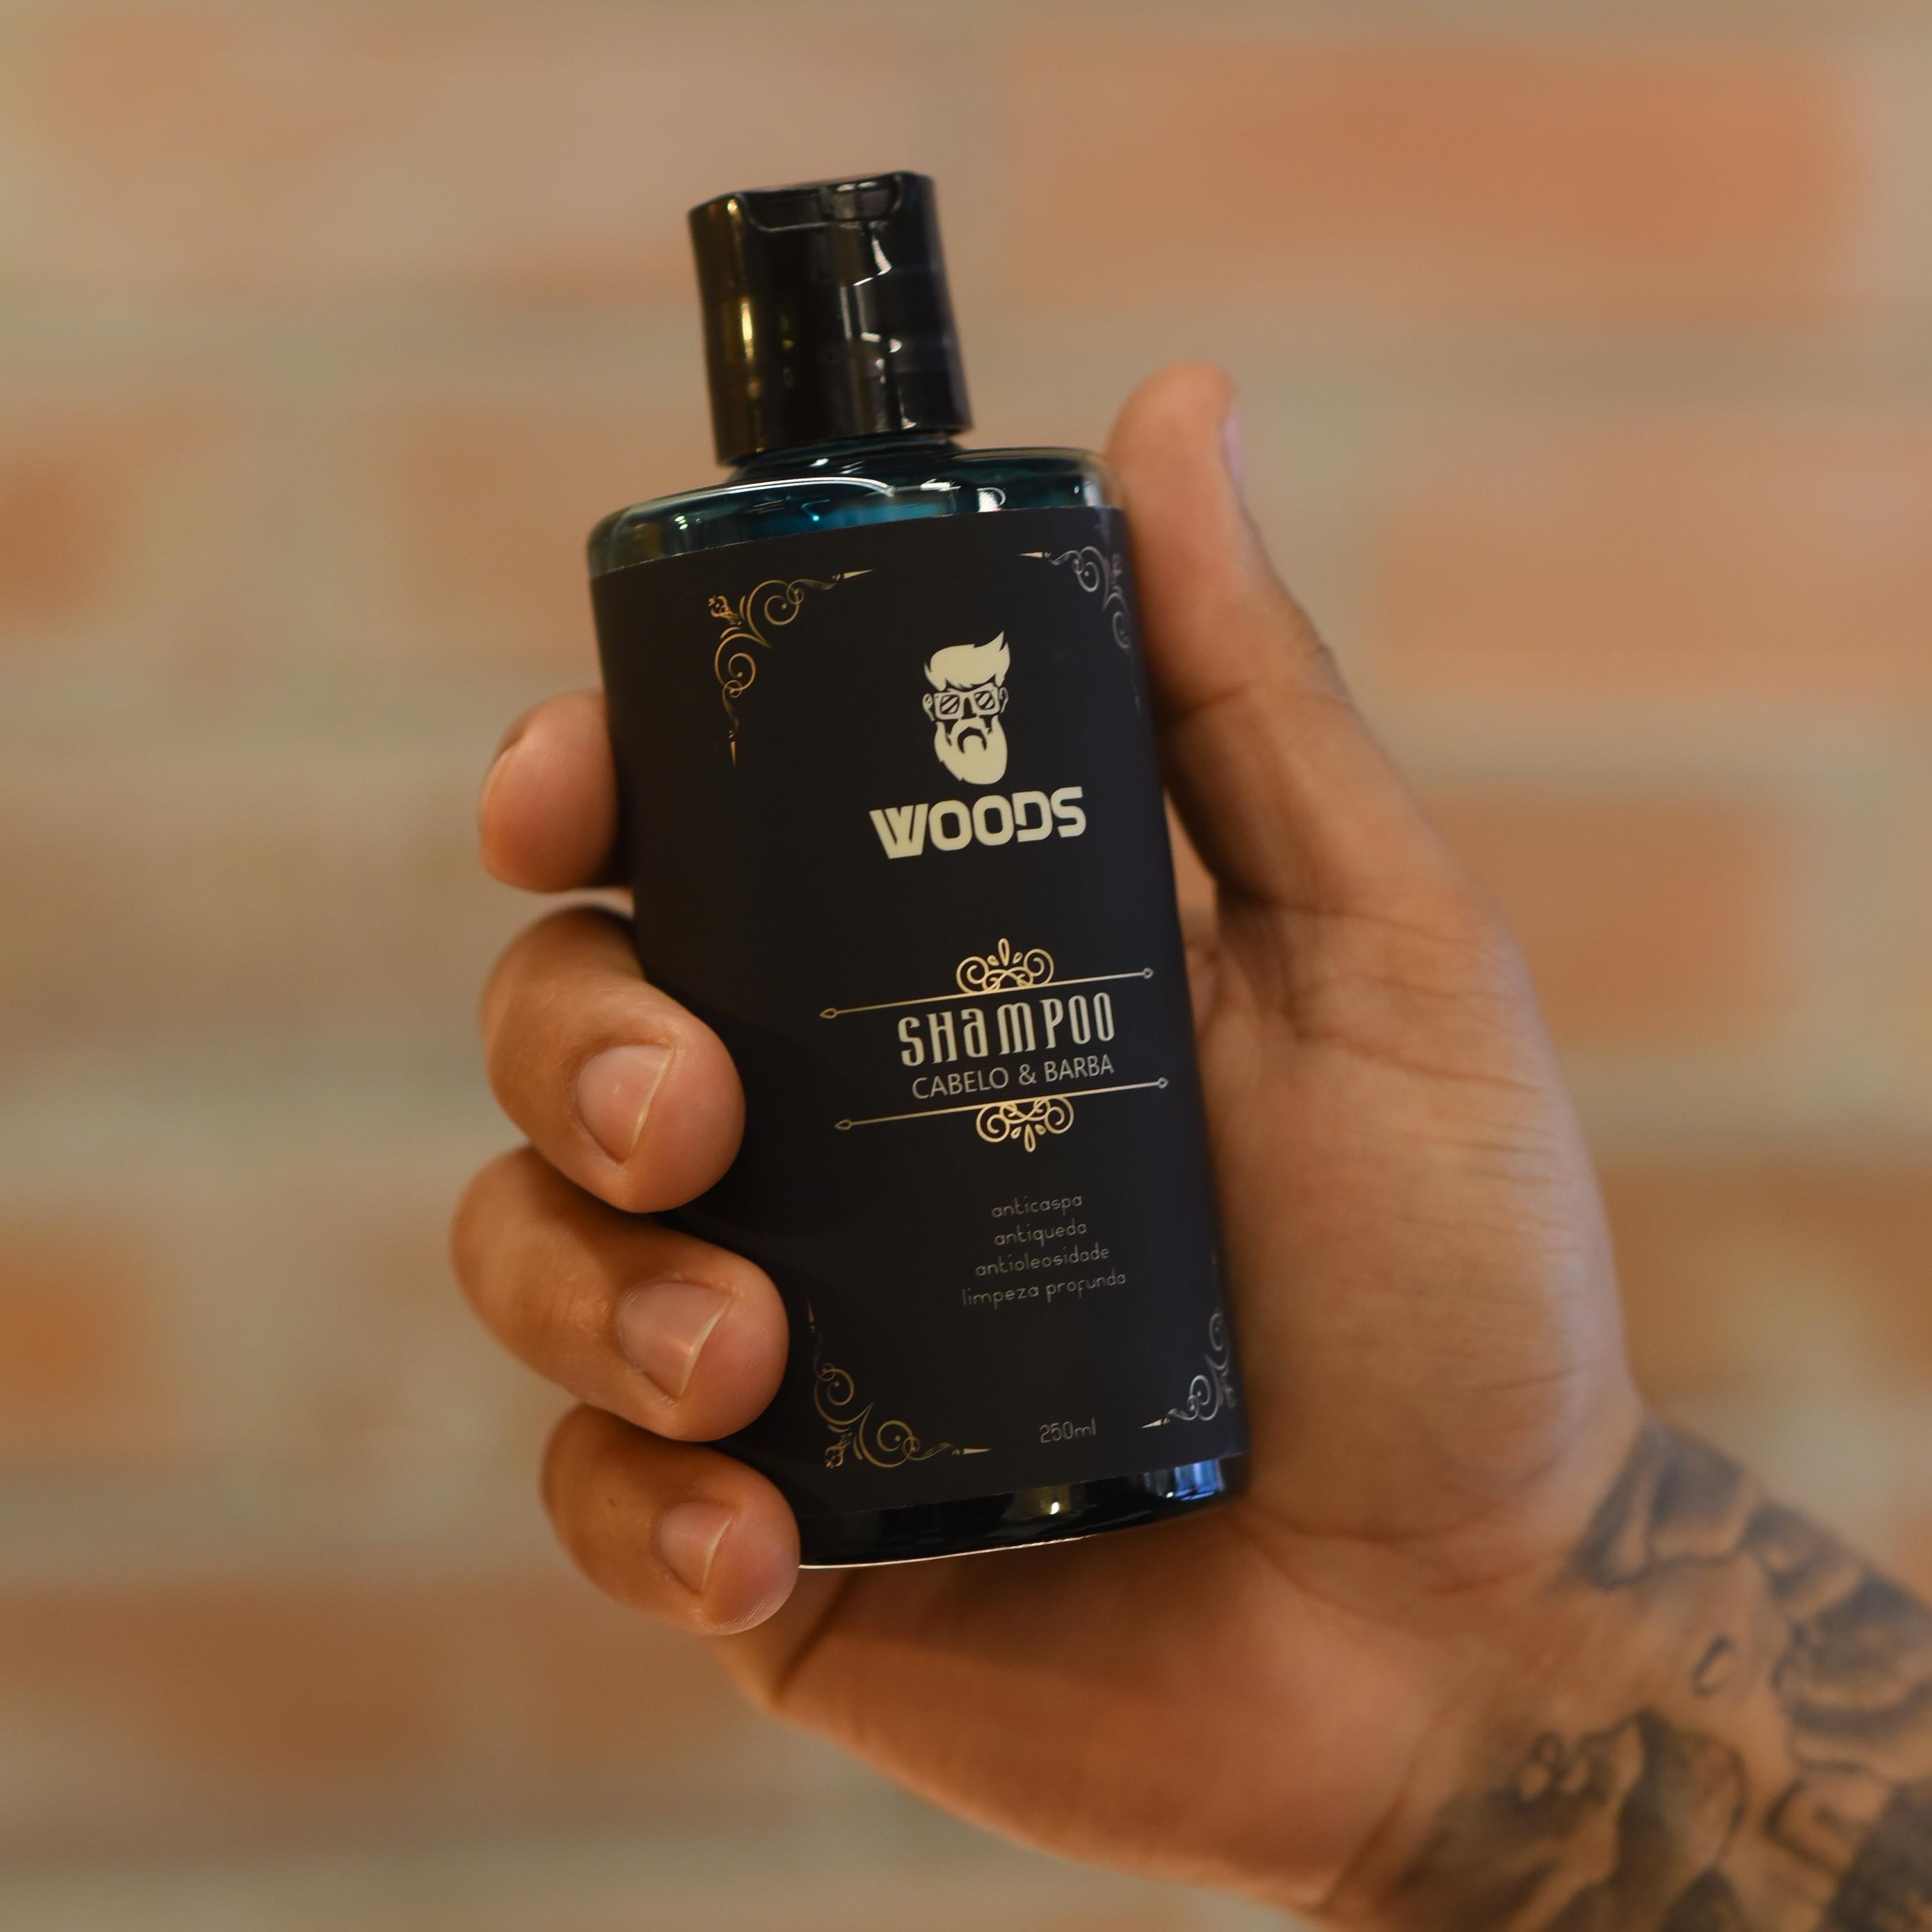 WOODS
SHamPOO
CABELO & BARBA
anticaspa
antiqueda
antioleosidade
limpeza profunda
250ml